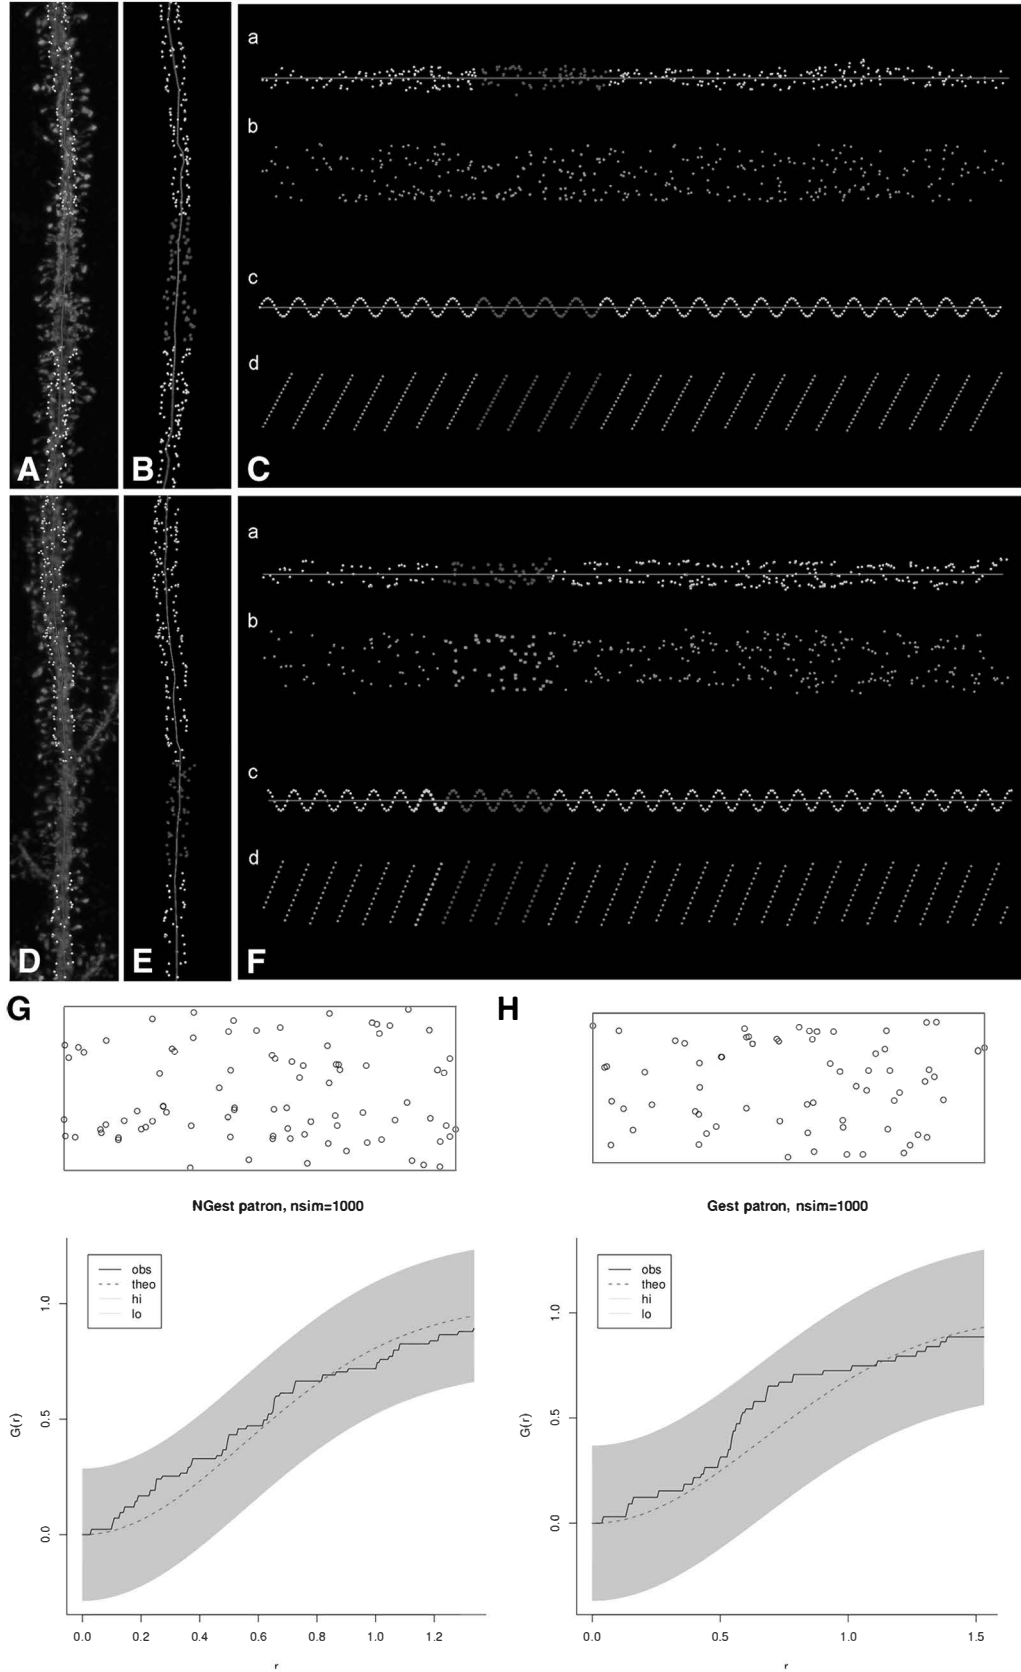 a
b
c
d
A
B
C
a
b
c
d
D
E
F
G
H
NGest patron, nsim=1000
Gest patron, nsim=1000
obs
theo
hi
lo
G(r)
0.0
0.5
1.0
0.0 0.2 0.4 0.6 0.8 1.0 1.2
r
obs
theo
hi
lo
G(r)
0.0
0.5
1.0
0.0 0.5 1.0 1.5
r